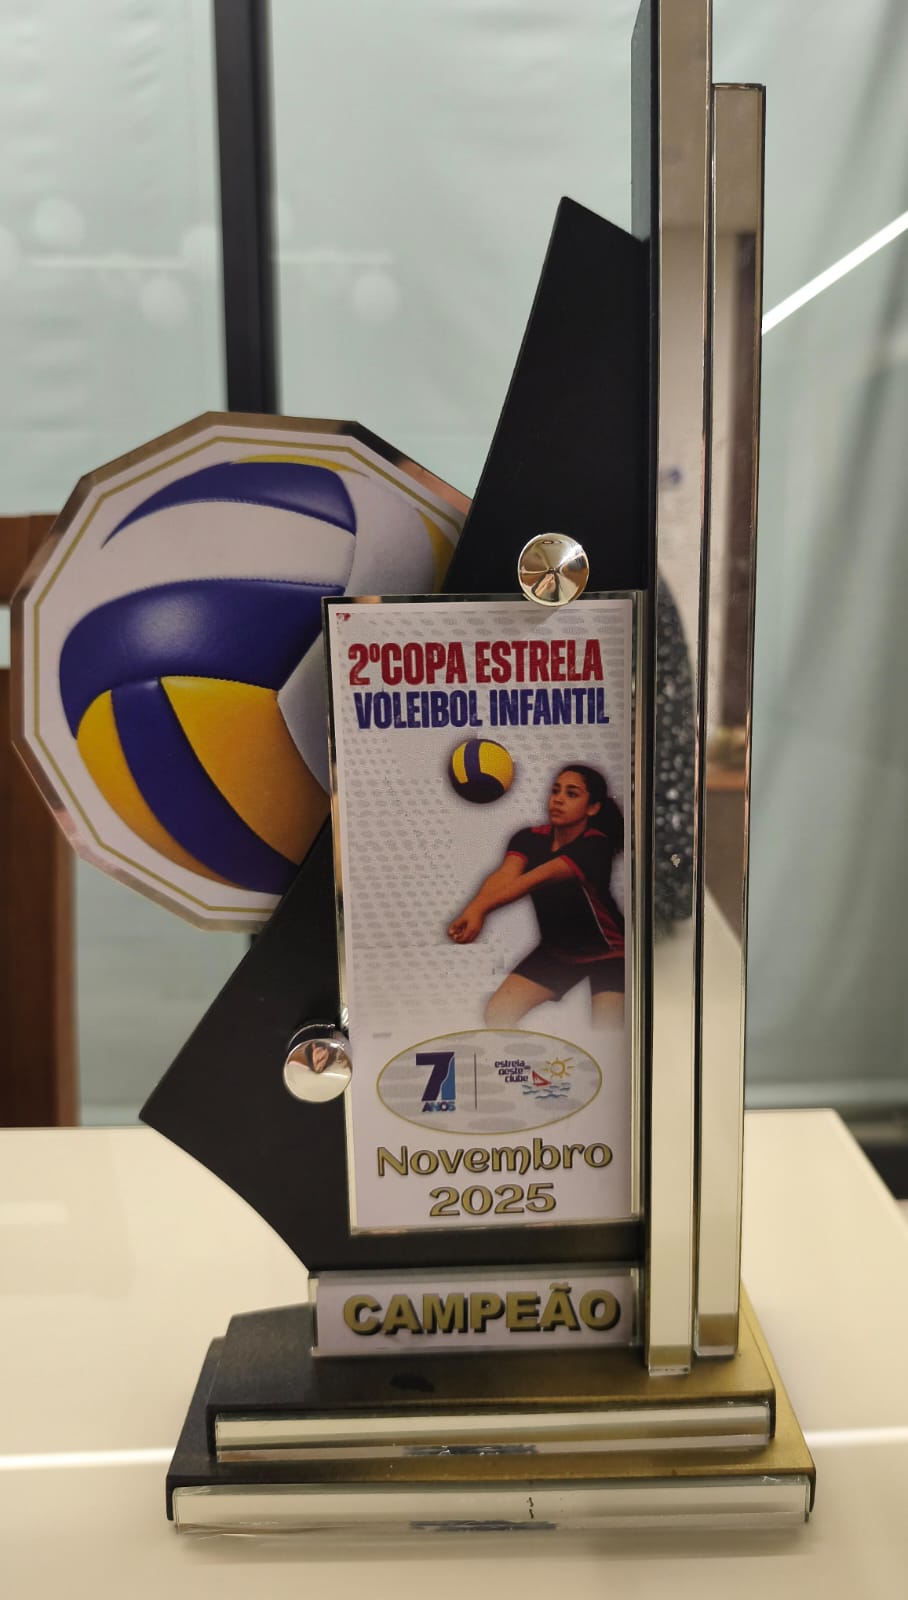 2ºCOPA ESTRELA
VOLEIBOL INFANTIL
71
ANOS
estrela
oeste
clube
Novembro
2025
CAMPEÃO